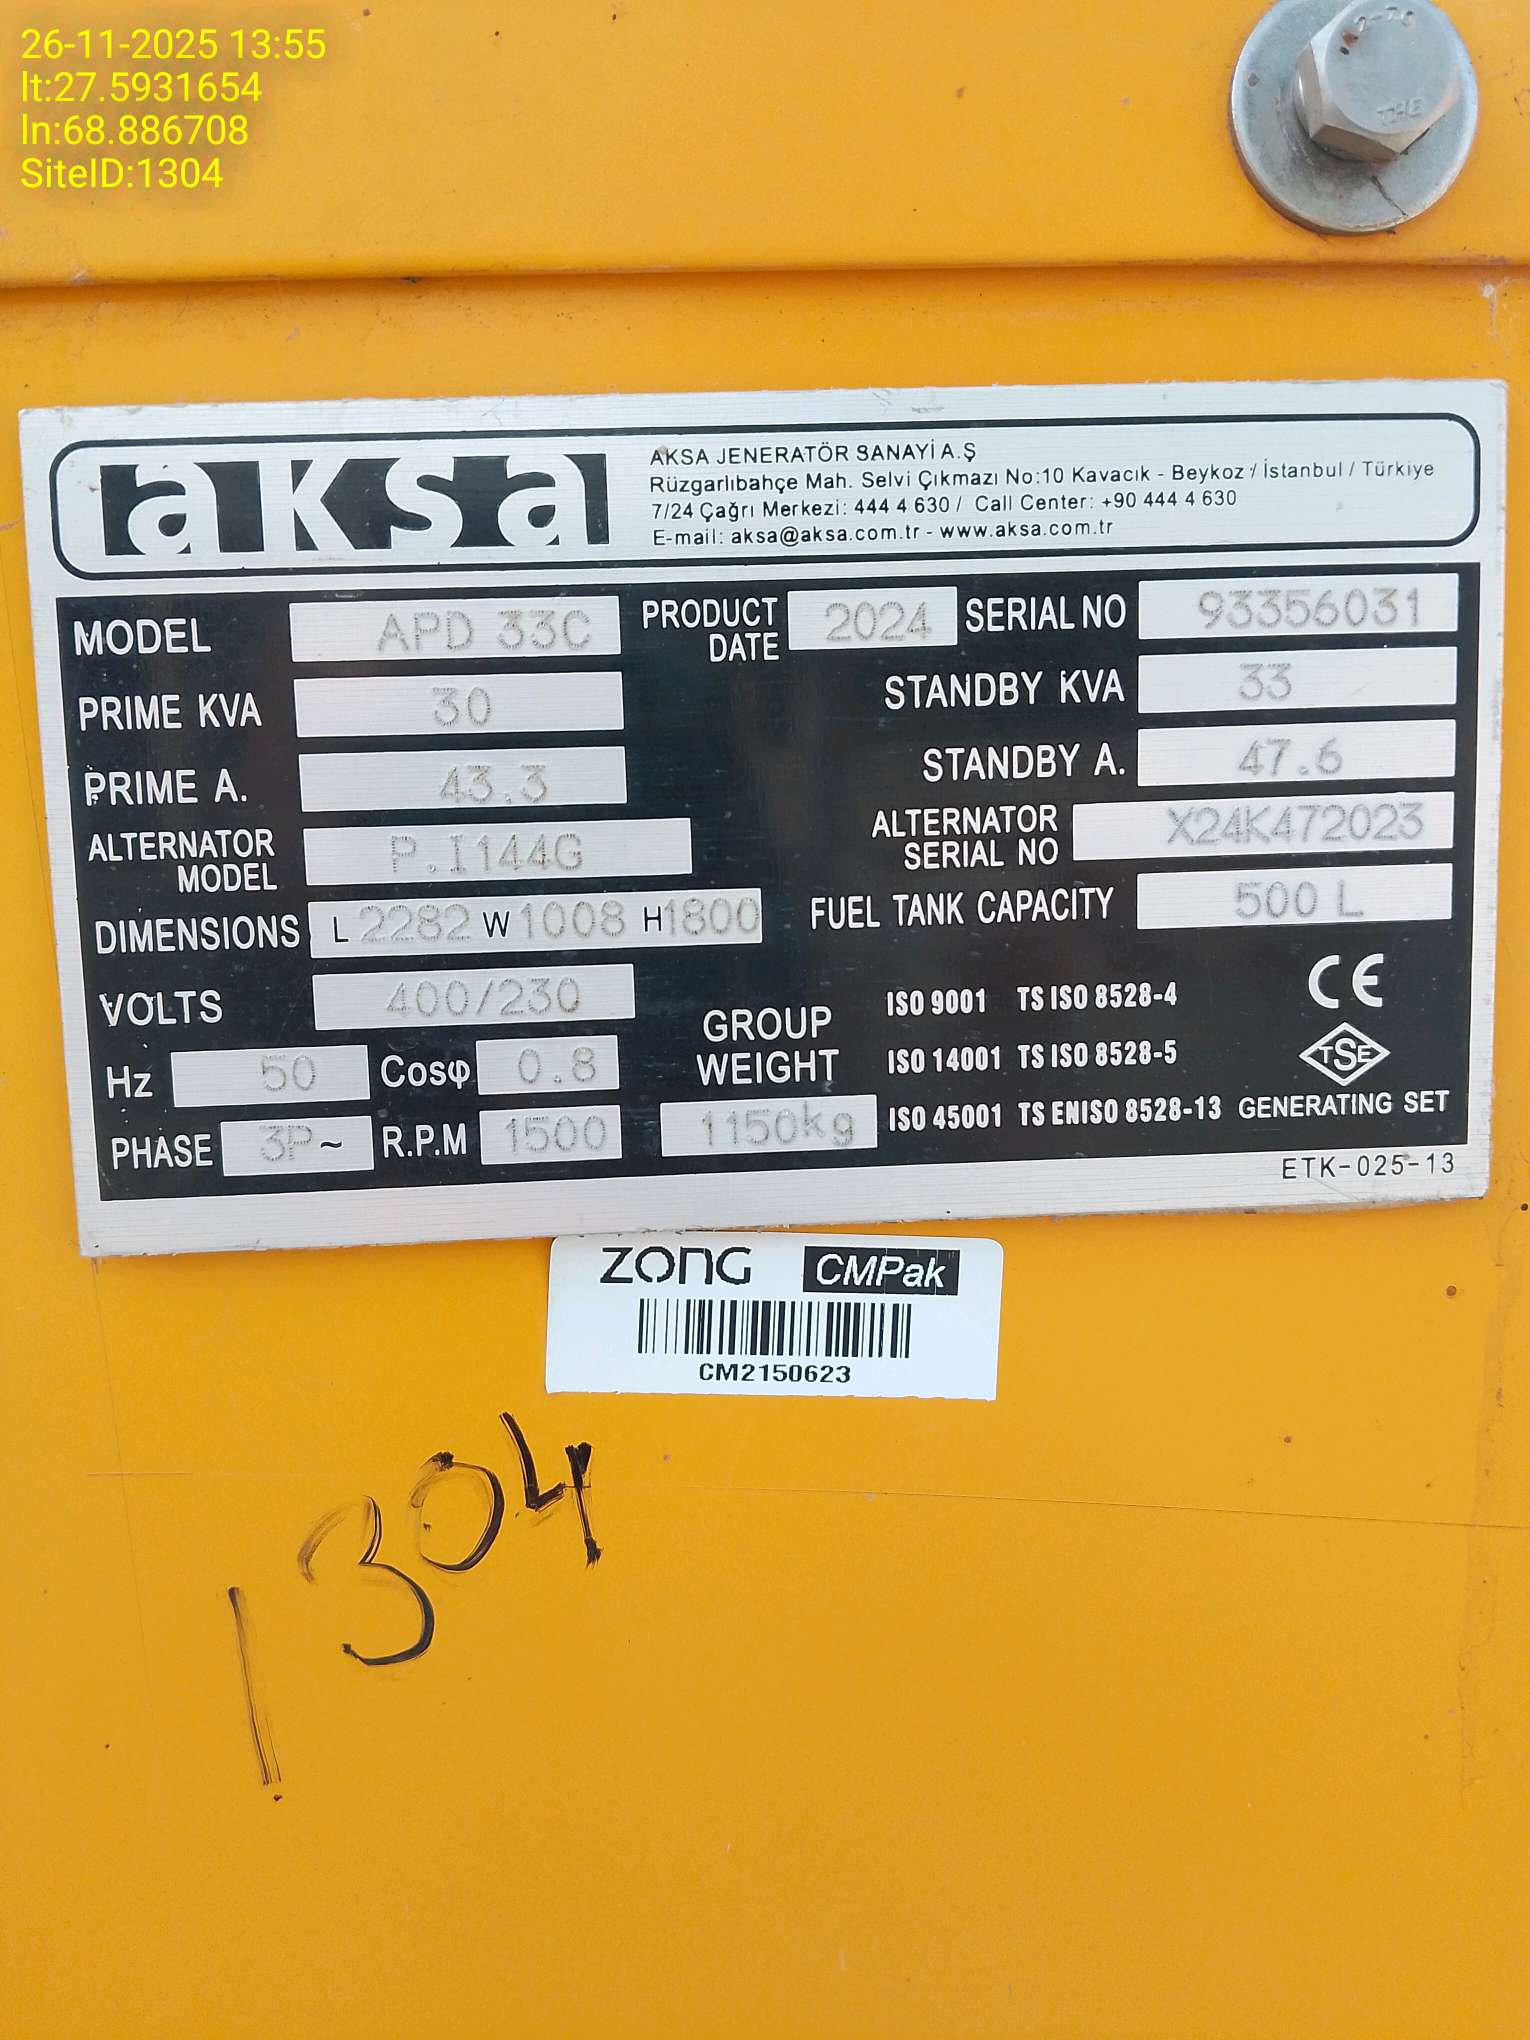 26-11-2025 13:55
lt:27.5931654
ln:68.886708
SiteID:1304
aksa
AKSA JENERATÖR SANAYİ A.Ş
Rüzgarlıbahçe Mah. Selvi Çıkmazı No:10 Kavacık - Beykoz / İstanbul / Türkiye
7/24 Çağrı Merkezi: 444 4 630 / Call Center: +90 444 4 630
E-mail: aksa@aksa.com.tr - www.aksa.com.tr
MODEL APD 33C PRODUCT DATE 2024 SERIAL NO 93356031
PRIME KVA 30 STANDBY KVA 33
PRIME A. 43.3 STANDBY A. 47.6
ALTERNATOR MODEL P.I144G ALTERNATOR SERIAL NO X24K472023
DIMENSIONS L 2282 W 1008 H 1800 FUEL TANK CAPACITY 500 L
VOLTS 400/230
Hz 50 Cosφ 0.8
PHASE 3P~ R.P.M 1500
GROUP WEIGHT 1150kg
ISO 9001 TS ISO 8528-4 CE
ISO 14001 TS ISO 8528-5 TSE
ISO 45001 TS EN ISO 8528-13 GENERATING SET
ETK-025-13
ZONG CMPak
CM2150623
1304